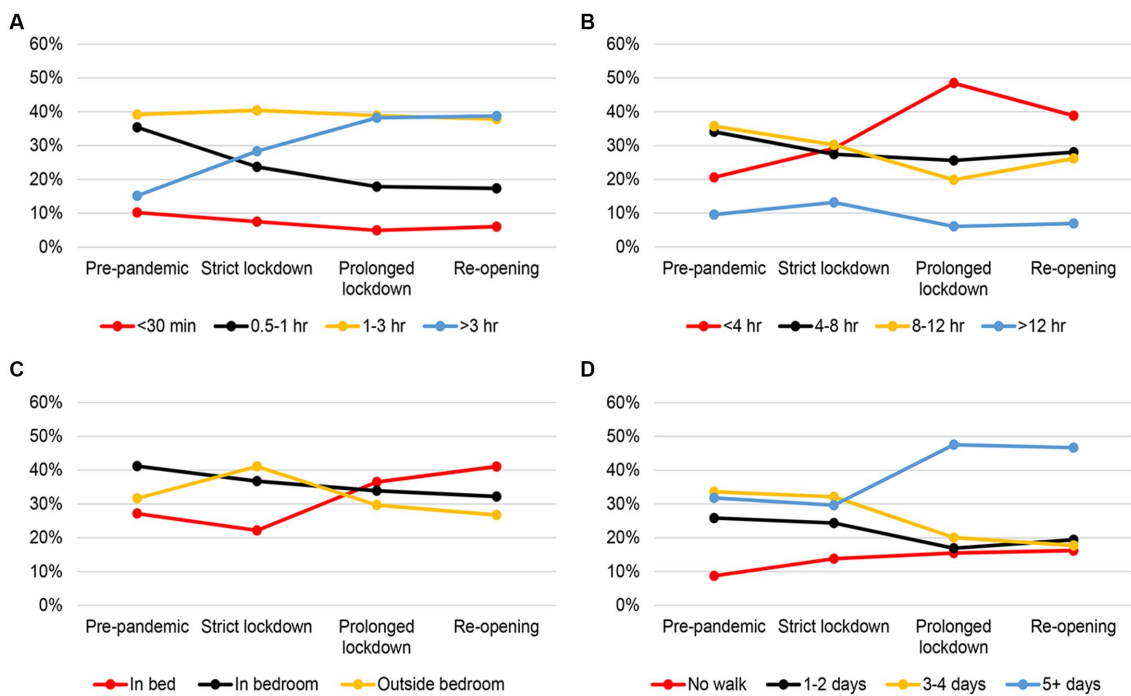 A
60%
50%
40%
30%
20%
10%
0%
Pre-pandemic Strict lockdown Prolonged Re-opening
lockdown
<30 min 0.5-1 hr 1-3 hr >3 hr
B
60%
50%
40%
30%
20%
10%
0%
Pre-pandemic Strict lockdown Prolonged Re-opening
lockdown
<4 hr 4-8 hr 8-12 hr >12 hr
C
60%
50%
40%
30%
20%
10%
0%
Pre-pandemic Strict lockdown Prolonged Re-opening
lockdown
In bed In bedroom Outside bedroom
D
60%
50%
40%
30%
20%
10%
0%
Pre-pandemic Strict lockdown Prolonged Re-opening
lockdown
No walk 1-2 days 3-4 days 5+ days